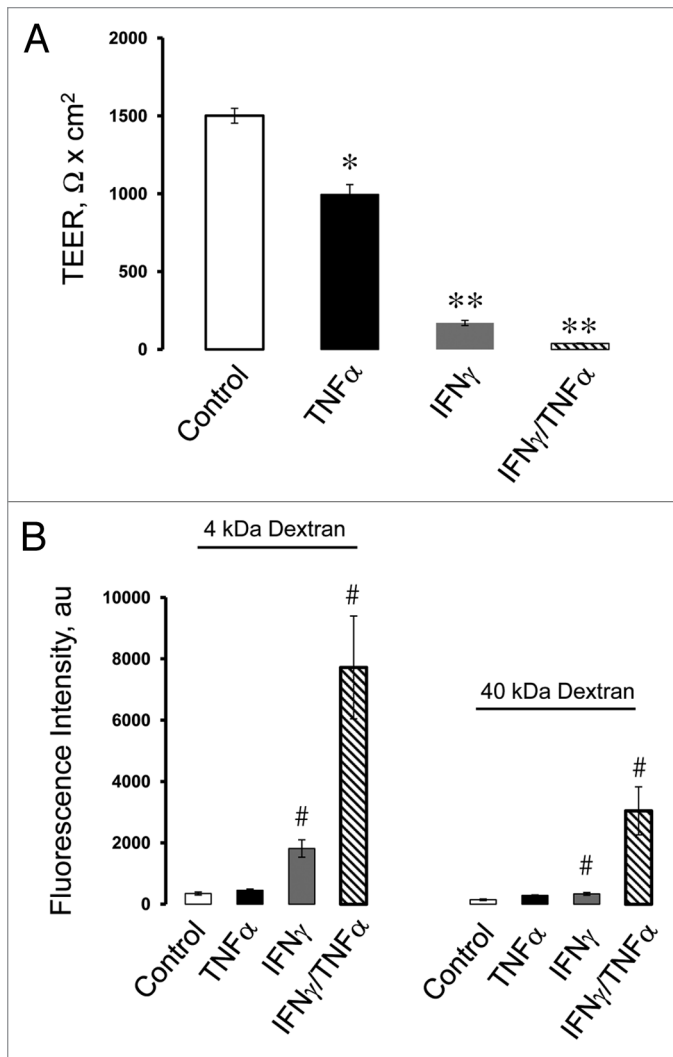 A
TEER, Ω x cm²
2000
1500
1000
500
0
*
**
**
Control
TNFα
IFNγ
IFNγ/TNFα
B
4 kDa Dextran
40 kDa Dextran
Fluorescence Intensity, au
10000
8000
6000
4000
2000
0
#
#
#
#
Control
TNFα
IFNγ
IFNγ/TNFα
Control
TNFα
IFNγ
IFNγ/TNFα